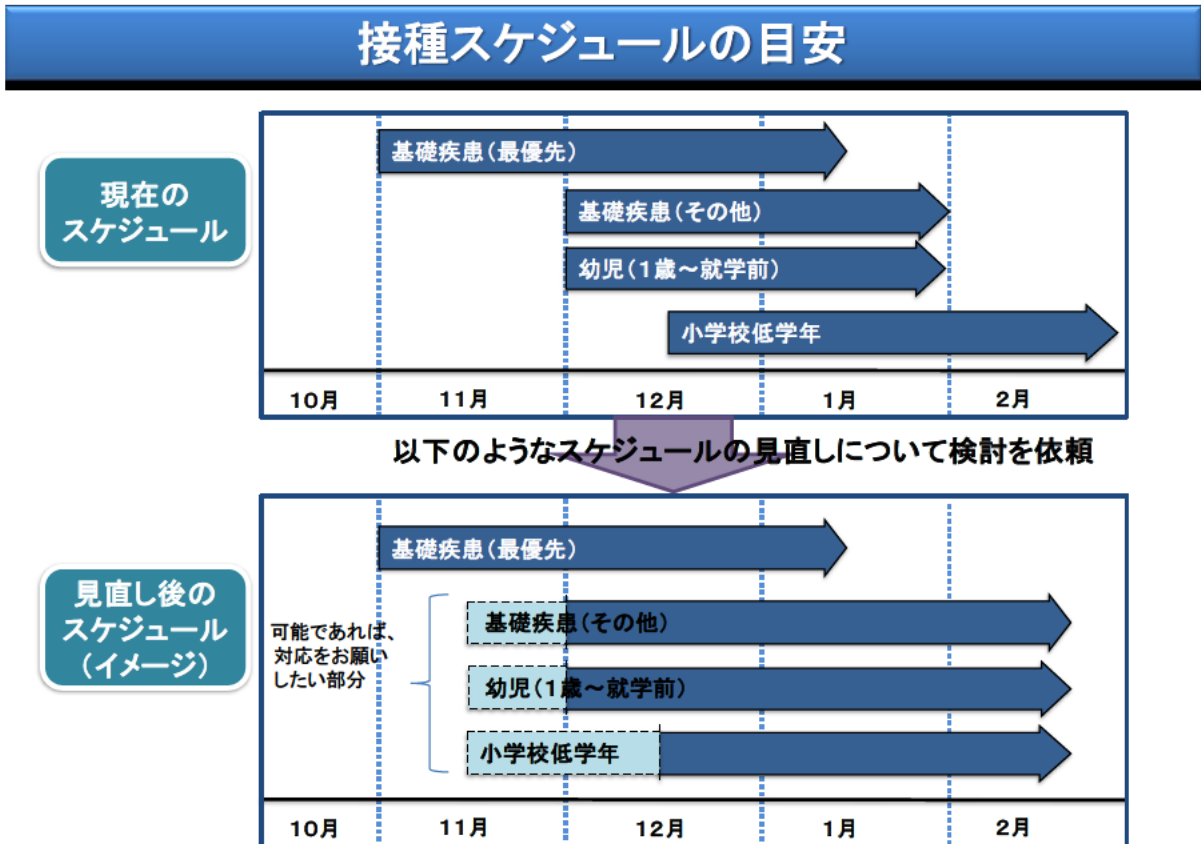 接種スケジュールの目安
現在の
スケジュール
基礎疾患(最優先)
基礎疾患(その他)
幼児(1歳~就学前)
小学校低学年
10月
11月
12月
1月
2月
以下のようなスケジュールの見直しについて検討を依頼
見直し後の
スケジュール
(イメージ)
可能であれば、
対応をお願い
したい部分
基礎疾患(最優先)
基礎疾患(その他)
幼児(1歳~就学前)
小学校低学年
10月
11月
12月
1月
2月